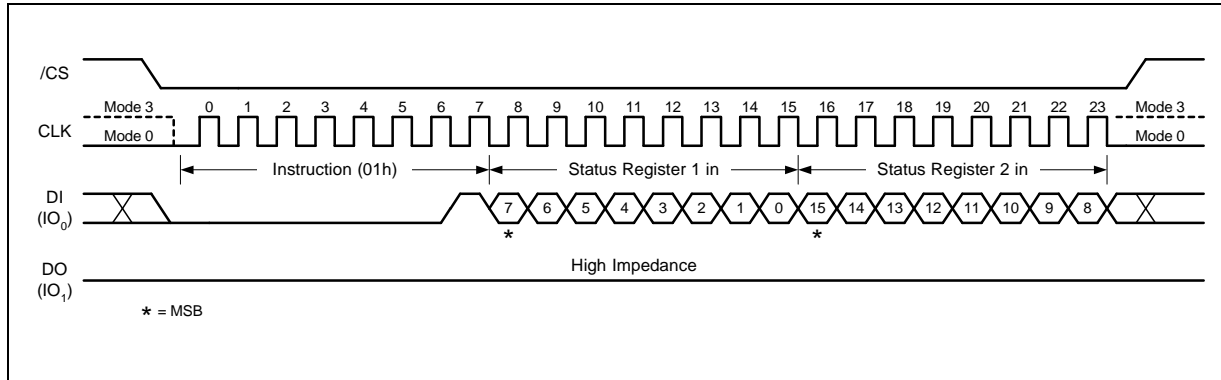 /CS
Mode 3 0 1 2 3 4 5 6 7 8 9 10 11 12 13 14 15 16 17 18 19 20 21 22 23 Mode 3
CLK Mode 0 Mode 0
Instruction (01h) Status Register 1 in Status Register 2 in
DI
(IO0) 7 6 5 4 3 2 1 0 15 14 13 12 11 10 9 8
* *
High Impedance
DO
(IO1)
* = MSB